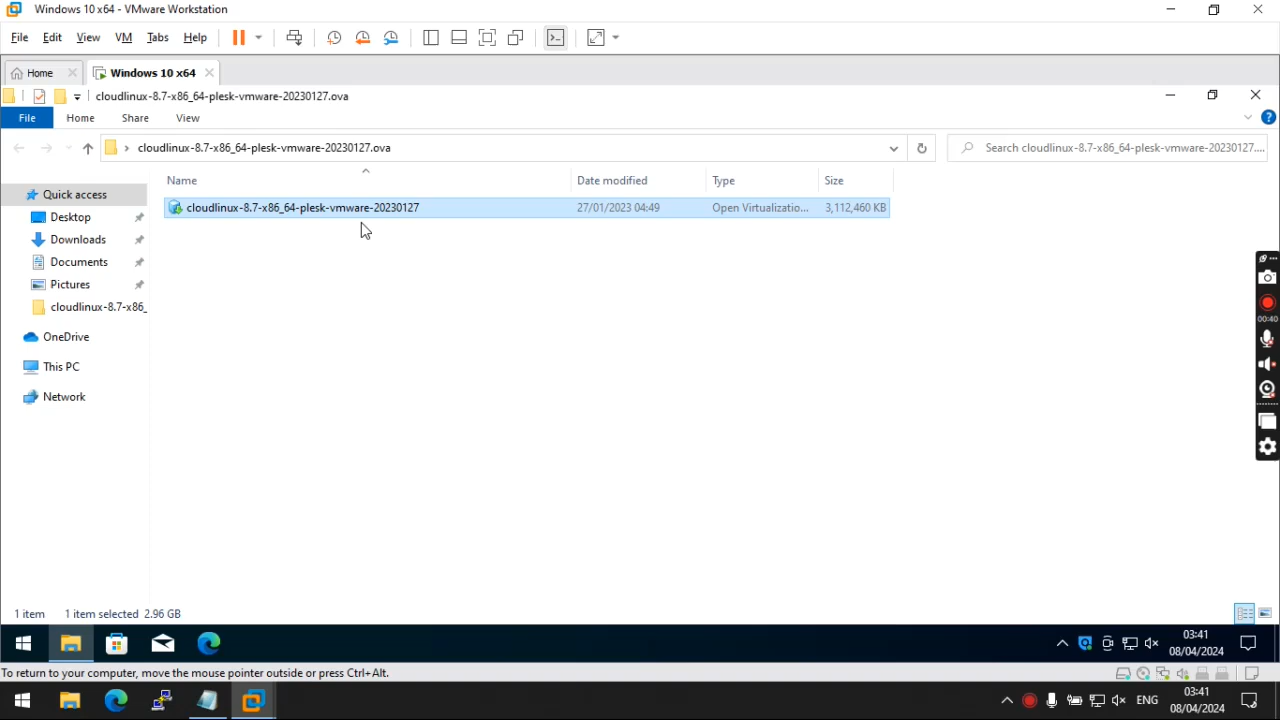 Windows 10 x64 - VMware Workstation
File Edit View VM Tabs Help
Home Windows 10 x64
cloudlinux-8.7-x86_64-plesk-vmware-20230127.ova
File Home Share View
cloudlinux-8.7-x86_64-plesk-vmware-20230127.ova Search cloudlinux-8.7-x86_64-plesk-vmware-20230127....
Name Date modified Type Size
cloudlinux-8.7-x86_64-plesk-vmware-20230127 27/01/2023 04:49 Open Virtualizatio... 3,112,460 KB
Quick access
Desktop
Downloads
Documents
Pictures
cloudlinux-8.7-x86_
OneDrive
This PC
Network
00:40
1 item 1 item selected 2.96 GB
03:41
08/04/2024
To return to your computer, move the mouse pointer outside or press Ctrl+Alt.
ENG
03:41
08/04/2024